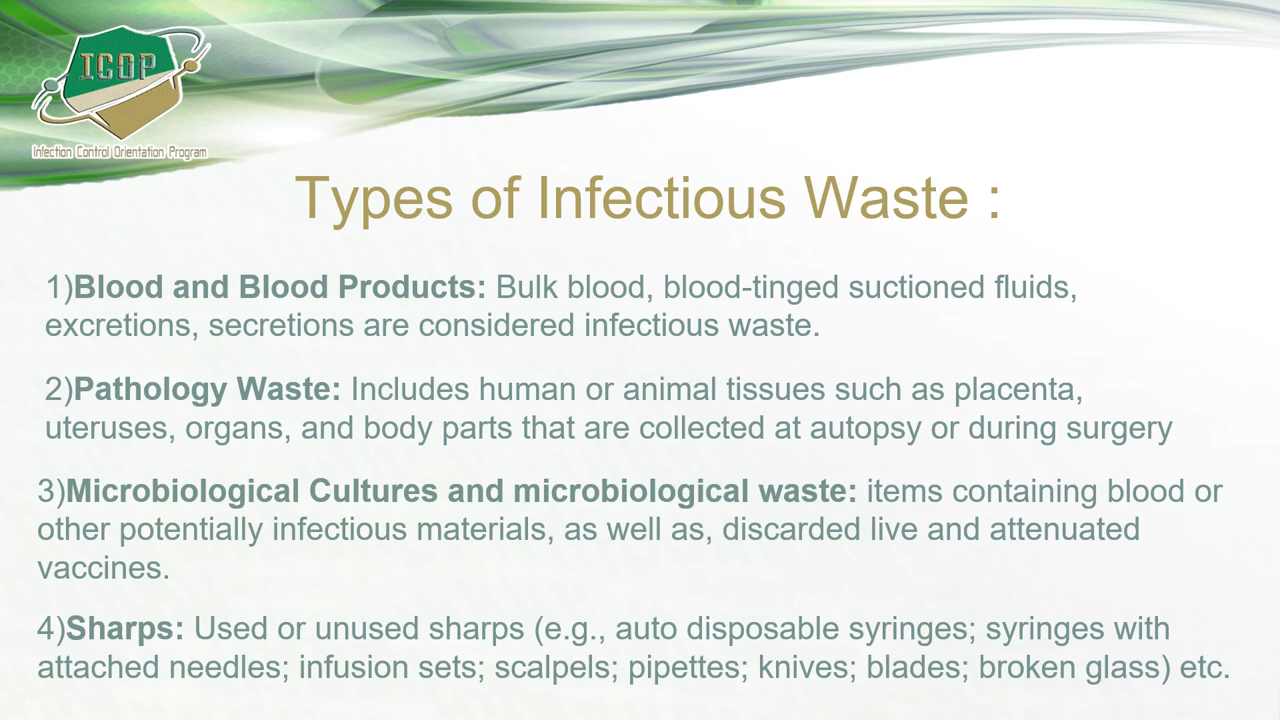 ICOP
Infection Control Orientation Program
Types of Infectious Waste :
1)Blood and Blood Products: Bulk blood, blood-tinged suctioned fluids,
excretions, secretions are considered infectious waste.
2)Pathology Waste: Includes human or animal tissues such as placenta,
uteruses, organs, and body parts that are collected at autopsy or during surgery
3)Microbiological Cultures and microbiological waste: items containing blood or
other potentially infectious materials, as well as, discarded live and attenuated
vaccines.
4)Sharps: Used or unused sharps (e.g., auto disposable syringes; syringes with
attached needles; infusion sets; scalpels; pipettes; knives; blades; broken glass) etc.